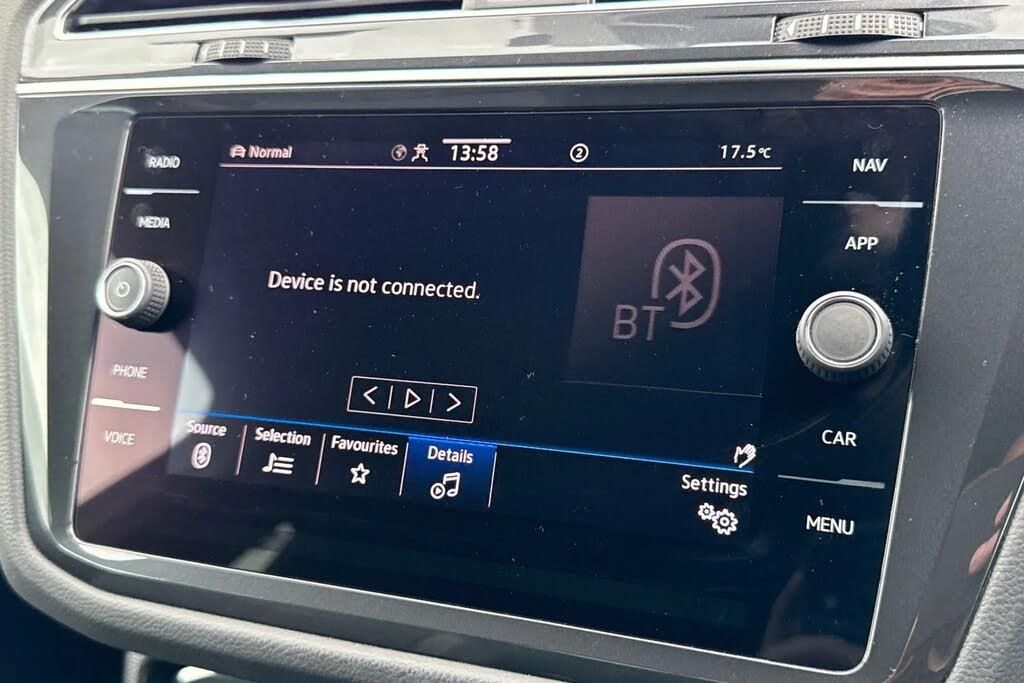 RADIO
MEDIA
PHONE
VOICE
Normal
13:58
2
17.5°C
Device is not connected.
BT
Source
Selection
Favourites
Details
Settings
NAV
APP
CAR
MENU